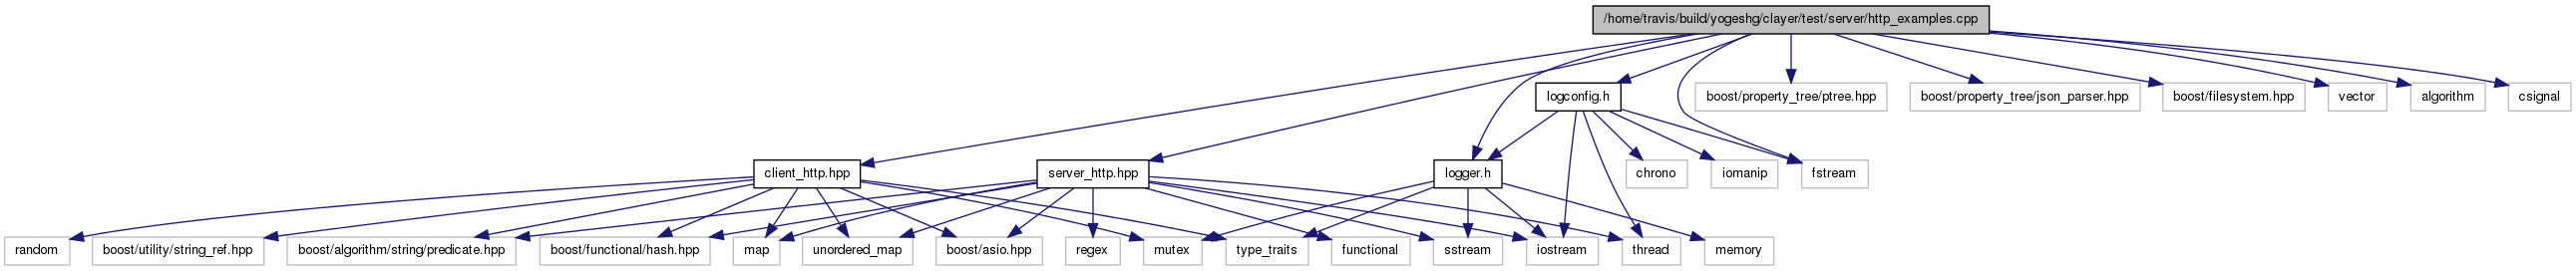 /home/travis/build/yogeshg/clayer/test/server/http_examples.cpp
logconfig.h
boost/property_tree/ptree.hpp
boost/property_tree/json_parser.hpp
boost/filesystem.hpp
vector
algorithm
csignal
client_http.hpp
server_http.hpp
logger.h
chrono
iomanip
fstream
random
boost/utility/string_ref.hpp
boost/algorithm/string/predicate.hpp
boost/functional/hash.hpp
map
unordered_map
boost/asio.hpp
regex
mutex
type_traits
functional
sstream
iostream
thread
memory